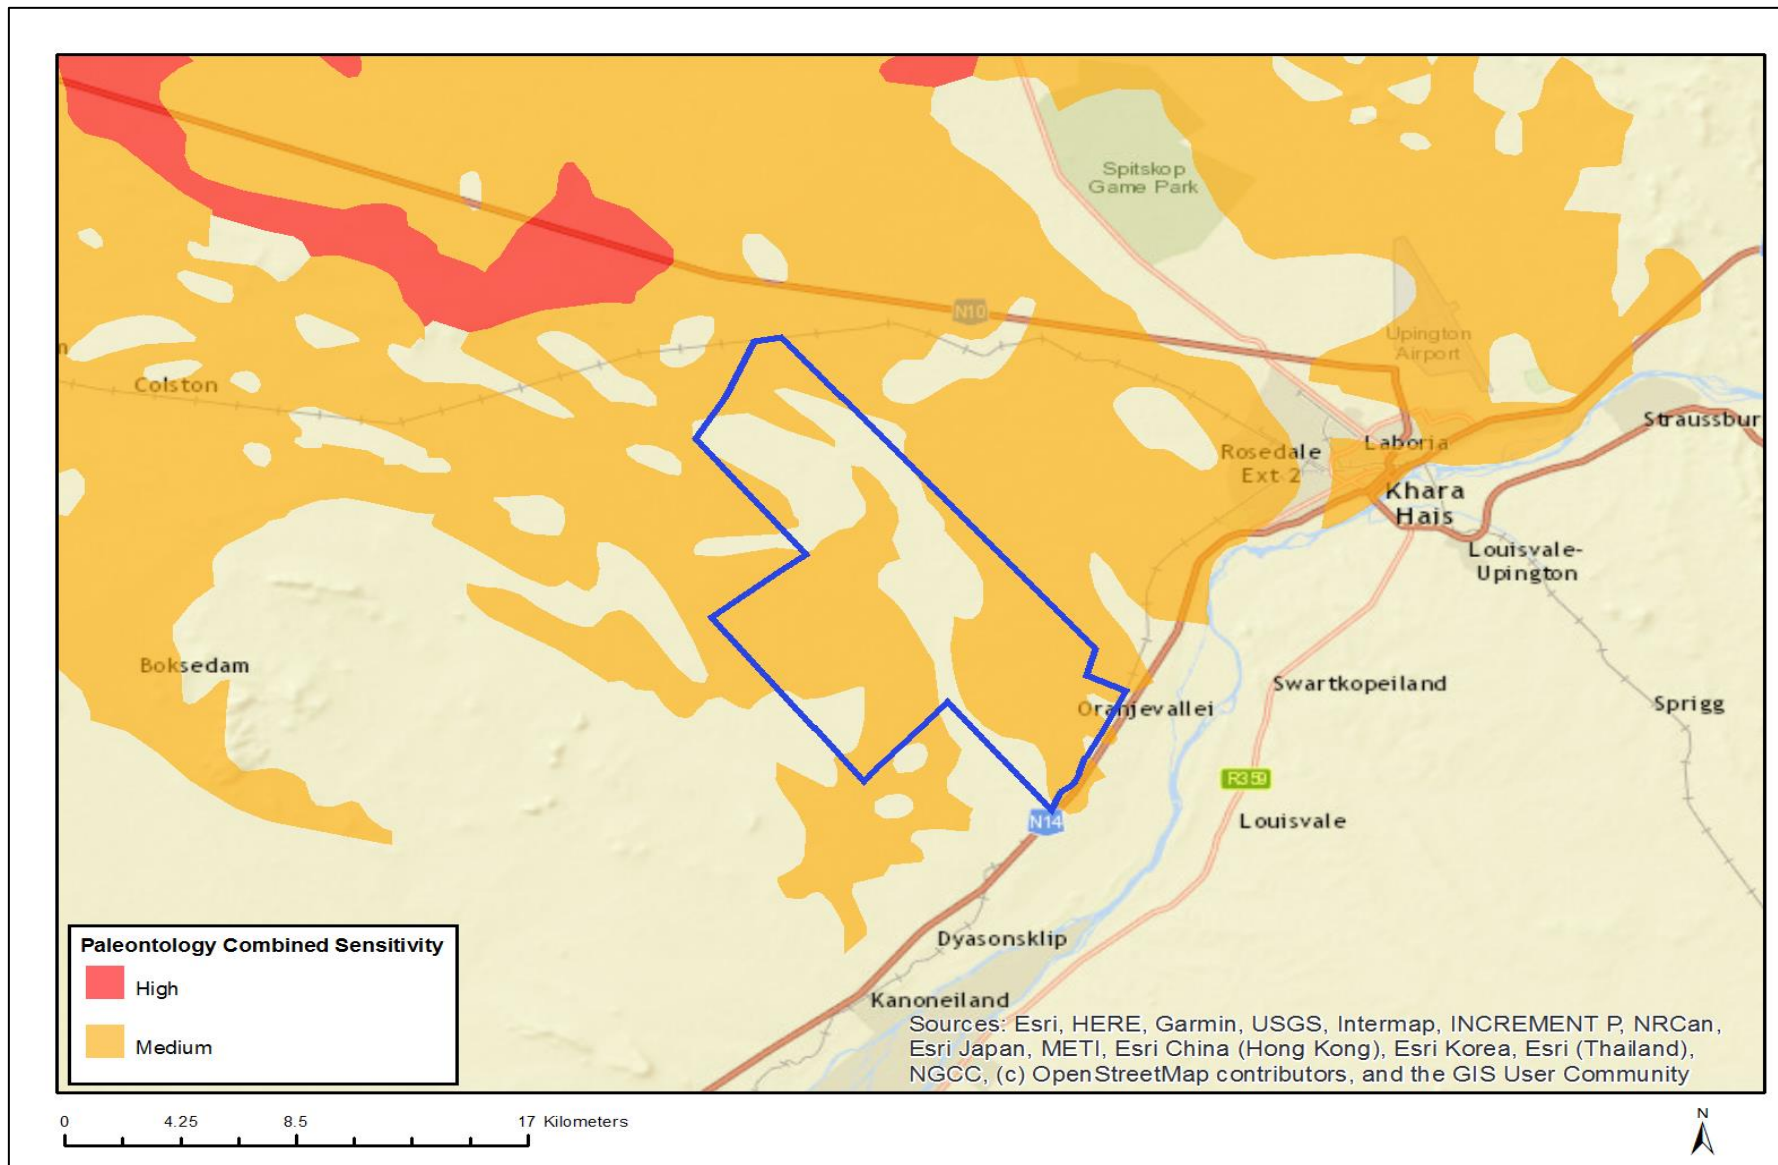 Spitskop
Game Park
N10
Upington
Airport
n
Colston
Straussbur
Laboria
Rosedale
Ext 2
Khara
Hais
Louisvale-
Upington
Boksedam
Swartkopeiland
Oranjevallei
Sprigg
R359
Louisvale
N14
Dyasonsklip
Kanoneiland
Paleontology Combined Sensitivity
High
Medium
Sources: Esri, HERE, Garmin, USGS, Intermap, INCREMENT P, NRCan,
Esri Japan, METI, Esri China (Hong Kong), Esri Korea, Esri (Thailand),
NGCC, (c) OpenStreetMap contributors, and the GIS User Community
0 4.25 8.5 17 Kilometers
N